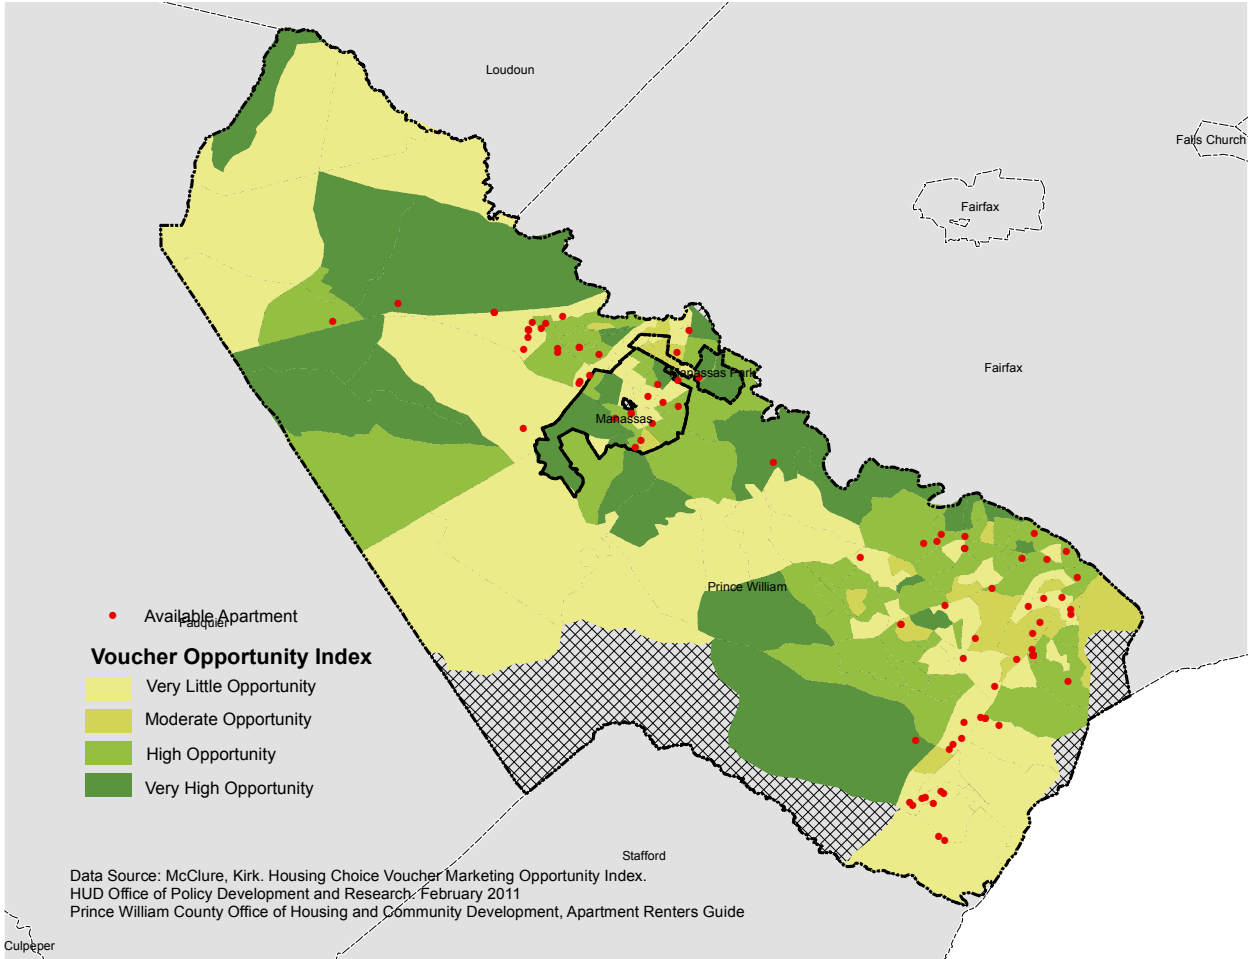 Loudoun
Falls Church
Fairfax
Fairfax
Manassas Park
Manassas
Prince William
Available Apartment
Fauquier
Voucher Opportunity Index
Very Little Opportunity
Moderate Opportunity
High Opportunity
Very High Opportunity
Stafford
Data Source: McClure, Kirk. Housing Choice Voucher Marketing Opportunity Index.
HUD Office of Policy Development and Research. February 2011
Prince William County Office of Housing and Community Development, Apartment Renters Guide
Culpeper